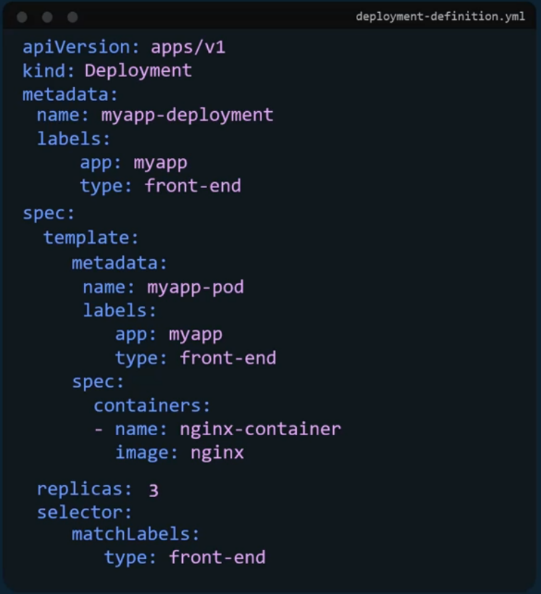 deployment-definition.yml
apiVersion: apps/v1
kind: Deployment
metadata:
  name: myapp-deployment
  labels:
      app: myapp
      type: front-end
spec:
  template:
     metadata:
      name: myapp-pod
      labels:
         app: myapp
         type: front-end
     spec:
       containers:
       - name: nginx-container
         image: nginx
  replicas: 3
  selector:
     matchLabels:
        type: front-end